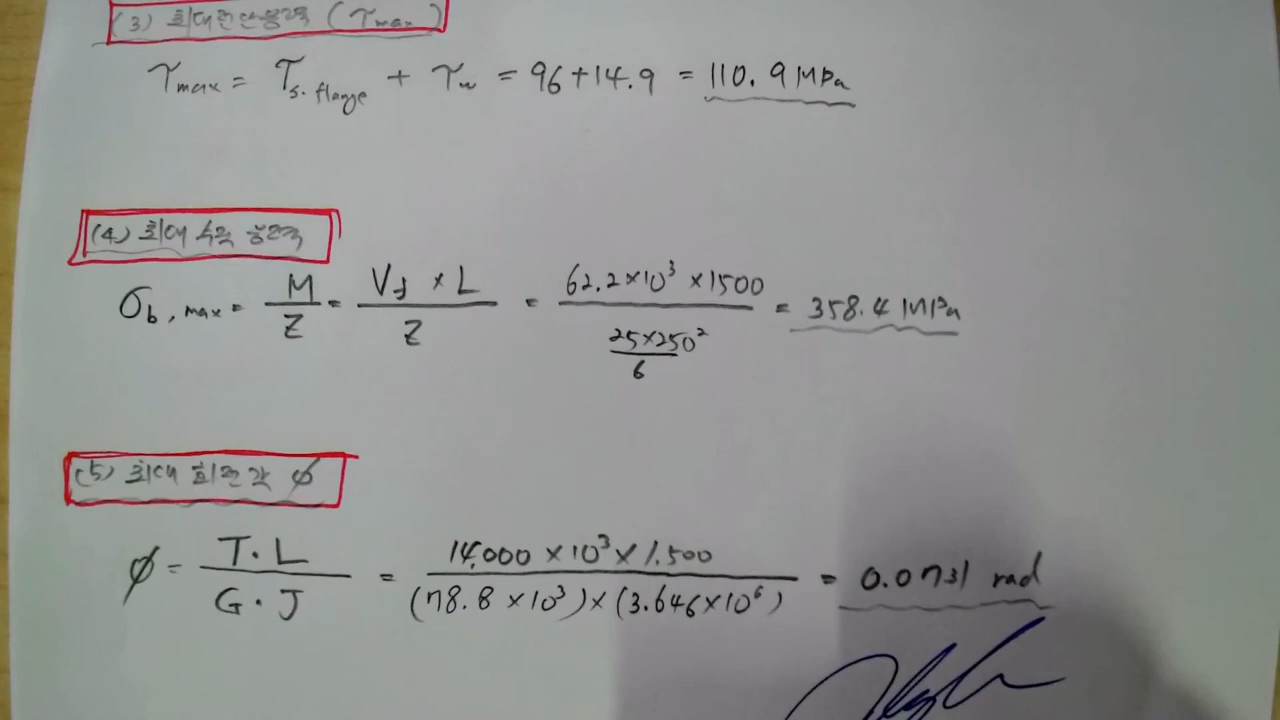 (3) 최대전단응력 (τmax)
τmax = τs.flange + τw = 96+14.9 = 110.9 MPa
(4) 최대 수직 응력
σb,max = M/Z = Vf × L / Z = 62.2×10³ ×1500 / (25×250²/6) = 358.4 MPa
(5) 최대 회전각 ϕ
ϕ = T·L / G·J = 14,000 ×10³ × 1,500 / (78.8 ×10³)×(3.646×10⁶) = 0.0731 rad